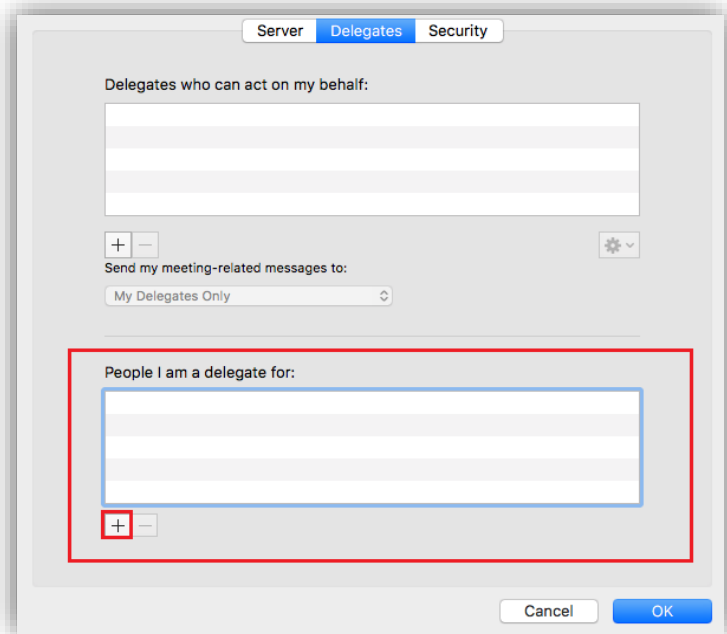 Server Delegates Security
Delegates who can act on my behalf:
Send my meeting-related messages to:
My Delegates Only
People I am a delegate for:
Cancel OK